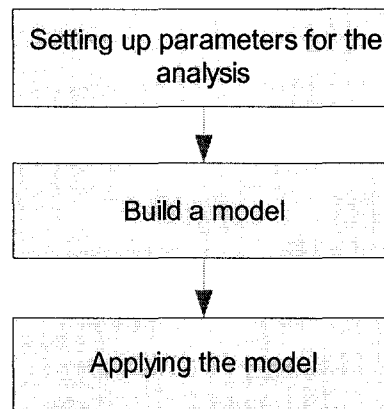 Setting up parameters for the
analysis
Build a model
Applying the model